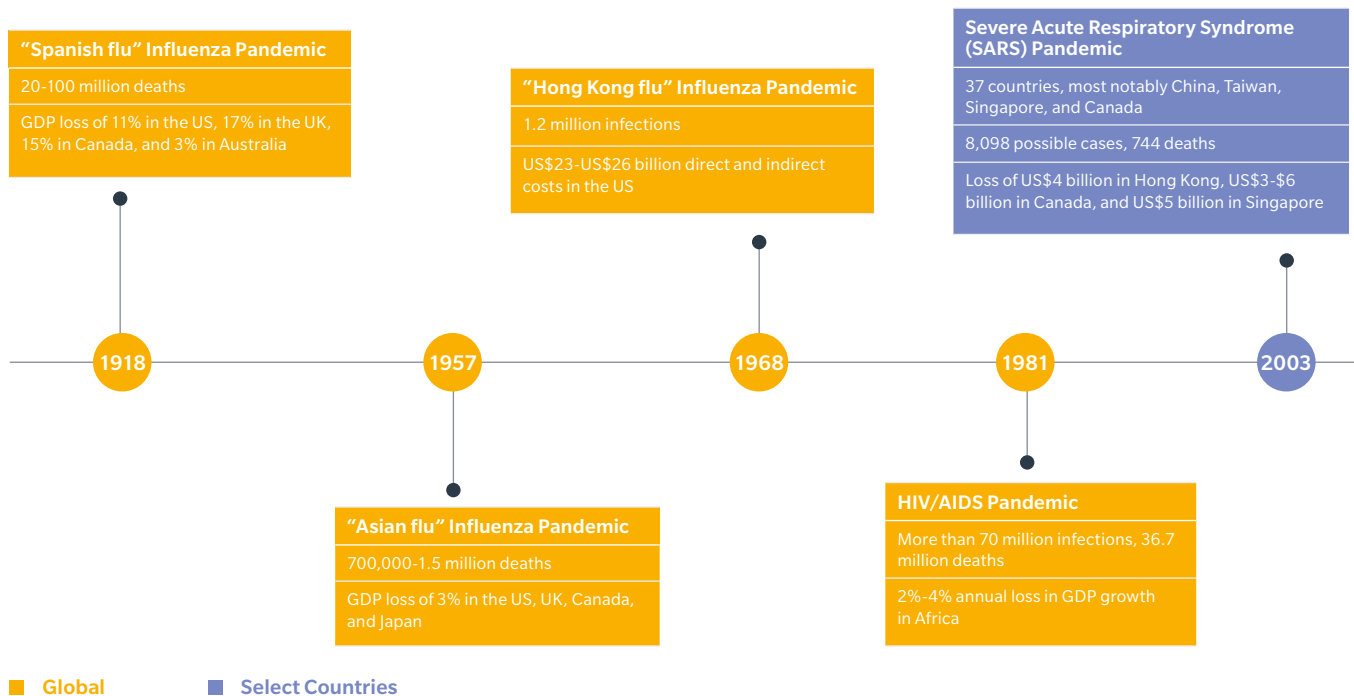 “Spanish flu” Influenza Pandemic
20-100 million deaths
GDP loss of 11% in the US, 17% in the UK,
15% in Canada, and 3% in Australia
“Hong Kong flu” Influenza Pandemic
1.2 million infections
US$23-US$26 billion direct and indirect
costs in the US
Severe Acute Respiratory Syndrome
(SARS) Pandemic
37 countries, most notably China, Taiwan,
Singapore, and Canada
8,098 possible cases, 744 deaths
Loss of US$4 billion in Hong Kong, US$3-$6
billion in Canada, and US$5 billion in Singapore
1918
1957
1968
1981
2003
“Asian flu” Influenza Pandemic
700,000-1.5 million deaths
GDP loss of 3% in the US, UK, Canada,
and Japan
HIV/AIDS Pandemic
More than 70 million infections, 36.7
million deaths
2%-4% annual loss in GDP growth
in Africa
Global
Select Countries